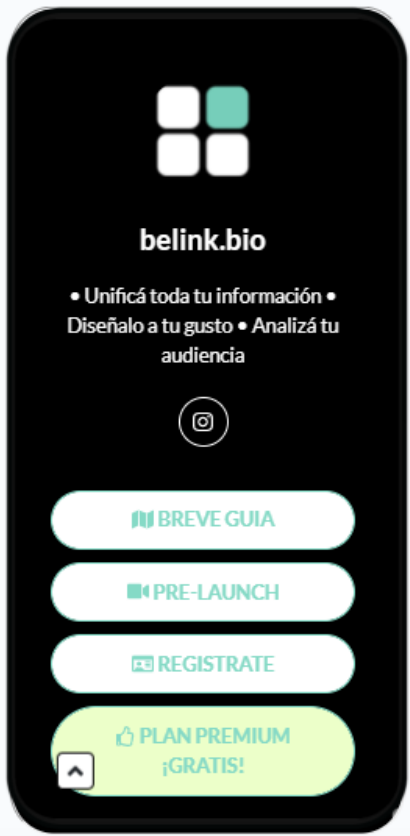 belink.bio
• Unificá toda tu información •
Diseñalo a tu gusto • Analizá tu
audiencia
BREVE GUIA
PRE-LAUNCH
REGISTRATE
PLAN PREMIUM
¡GRATIS!